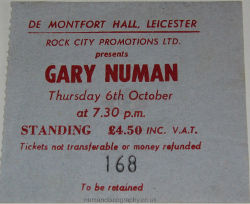 DE MONTFORT HALL, LEICESTER
ROCK CITY PROMOTIONS LTD.
presents
GARY NUMAN
Thursday 6th October
at 7.30 p.m.
STANDING £4.50 INC. V.A.T.
Tickets not transferable or money refunded
168
To be retained